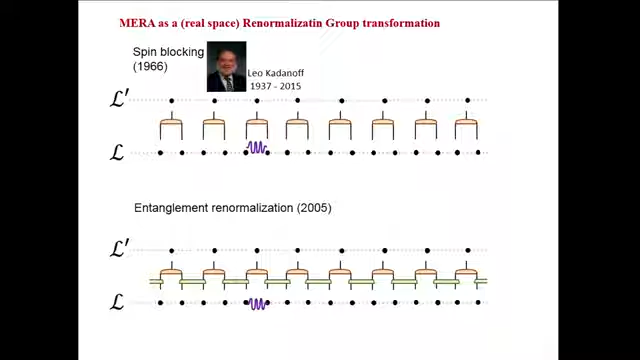 MERA as a (real space) Renormalizatin Group transformation
Spin blocking
(1966)
Leo Kadanoff
1937 - 2015
ℒ'
ℒ
Entanglement renormalization (2005)
ℒ'
ℒ